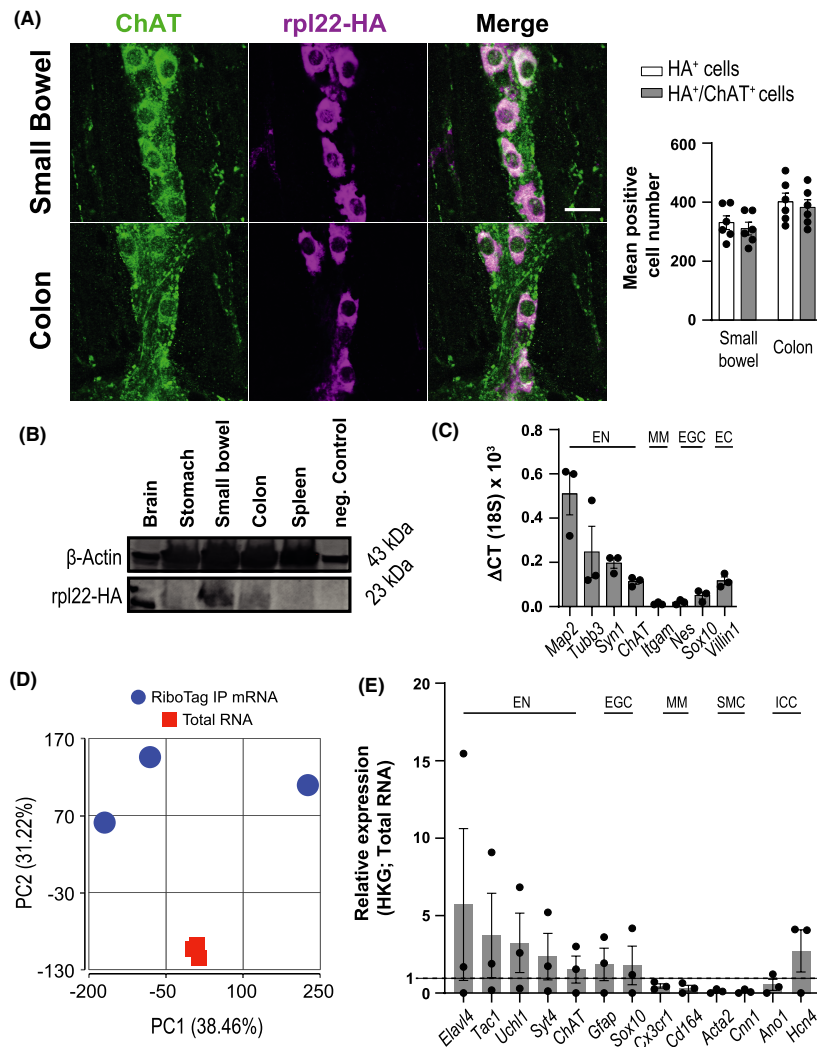 (A)
ChAT
rpl22-HA
Merge
Small Bowel
Colon
HA⁺ cells
HA⁺/ChAT⁺ cells
Mean positive
cell number
600
400
200
0
Small
bowel
Colon
(B)
Brain
Stomach
Small bowel
Colon
Spleen
neg. Control
β-Actin
43 kDa
rpl22-HA
23 kDa
(C)
ΔCT (18S) x 10³
0.8
0.6
0.4
0.2
0.0
EN
MM
EGC
EC
Map2
Tubb3
Syn1
ChAT
Itgam
Nes
Sox10
Villin1
(D)
RiboTag IP mRNA
Total RNA
PC2 (31.22%)
170
70
-30
-130
-200
-50
100
250
PC1 (38.46%)
(E)
Relative expression
(HKG; Total RNA)
20
15
10
5
1
0
EN
EGC
MM
SMC
ICC
Elavl4
Tac1
Uchl1
Syt4
ChAT
Gfap
Sox10
Cx3cr1
Cd164
Acta2
Cnn1
Ano1
Hcn4